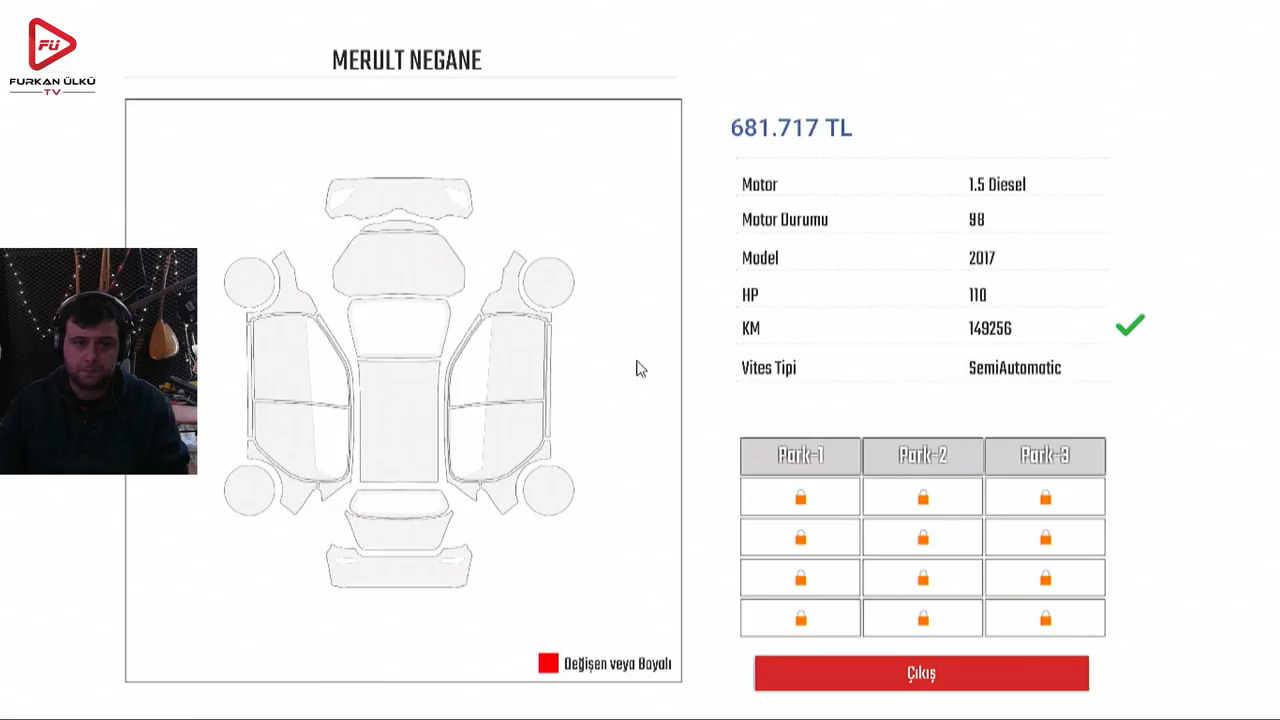 FU
FURKAN ÜLKÜ
TV
MERULT NEGANE
681.717 TL
Motor 1.5 Diesel
Motor Durumu 98
Model 2017
HP 110
KM 149256
Vites Tipi SemiAutomatic
Park-1 Park-2 Park-3
Değişen veya Boyalı
Çıkış